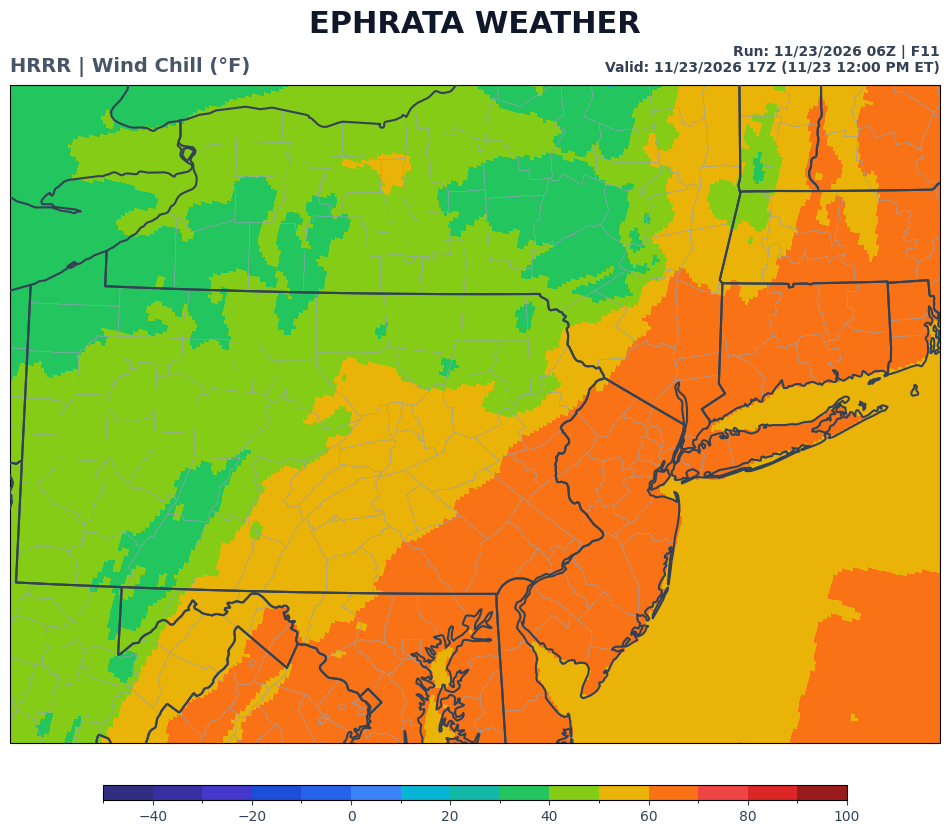 EPHRATA WEATHER
HRRR | Wind Chill (°F)
Run: 11/23/2026 06Z | F11
Valid: 11/23/2026 17Z (11/23 12:00 PM ET)
−40 −20 0 20 40 60 80 100